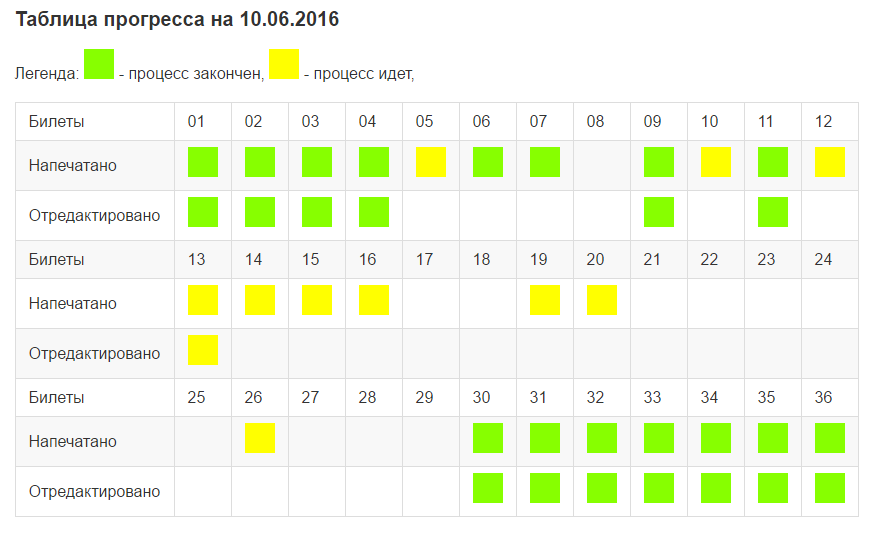 Таблица прогресса на 10.06.2016
Легенда: - процесс закончен, - процесс идет,
Билеты 01 02 03 04 05 06 07 08 09 10 11 12
Напечатано
Отредактировано
Билеты 13 14 15 16 17 18 19 20 21 22 23 24
Напечатано
Отредактировано
Билеты 25 26 27 28 29 30 31 32 33 34 35 36
Напечатано
Отредактировано